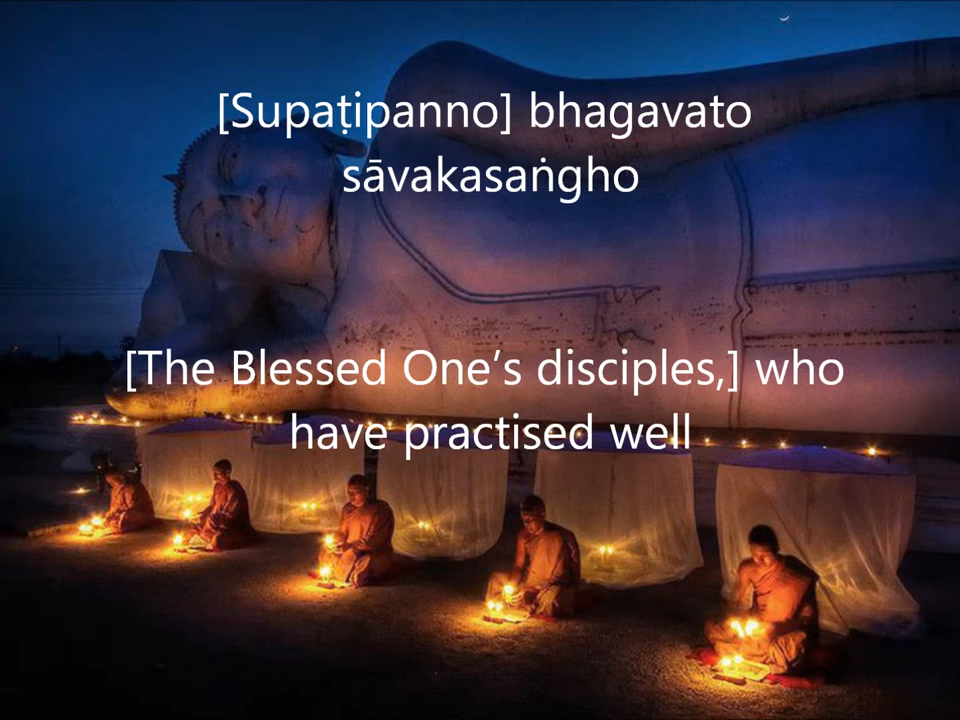 [Supaṭipanno] bhagavato
sāvakasaṅgho
[The Blessed One’s disciples,] who
have practised well